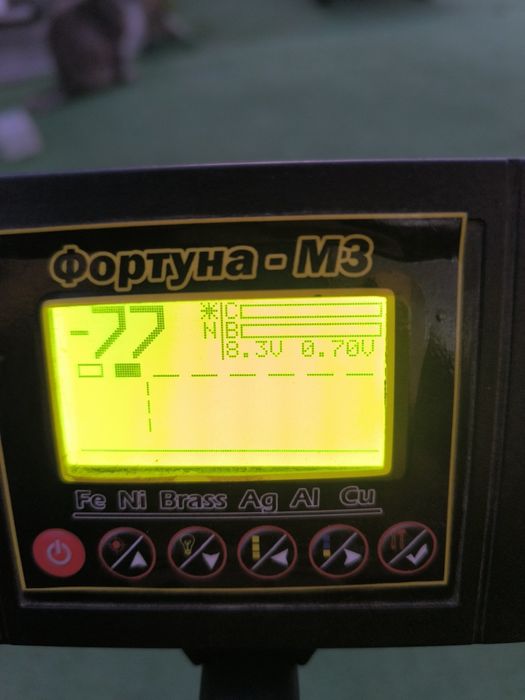 Фортуна - М3
-77
* C
N B
8.3V 0.70V
Fe Ni Brass Ag Al Cu